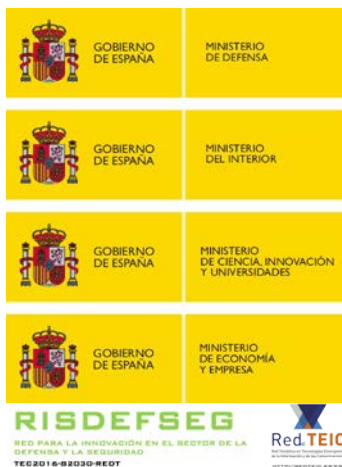 GOBIERNO
DE ESPAÑA
MINISTERIO
DE DEFENSA
GOBIERNO
DE ESPAÑA
MINISTERIO
DEL INTERIOR
GOBIERNO
DE ESPAÑA
MINISTERIO
DE CIENCIA, INNOVACIÓN
Y UNIVERSIDADES
GOBIERNO
DE ESPAÑA
MINISTERIO
DE ECONOMÍA
Y EMPRESA
RISDEFSEG
RED PARA LA INNOVACIÓN EN EL SECTOR DE LA
DEFENSA Y LA SEGURIDAD
TEC2016-82030-REDT
Red.TEIC